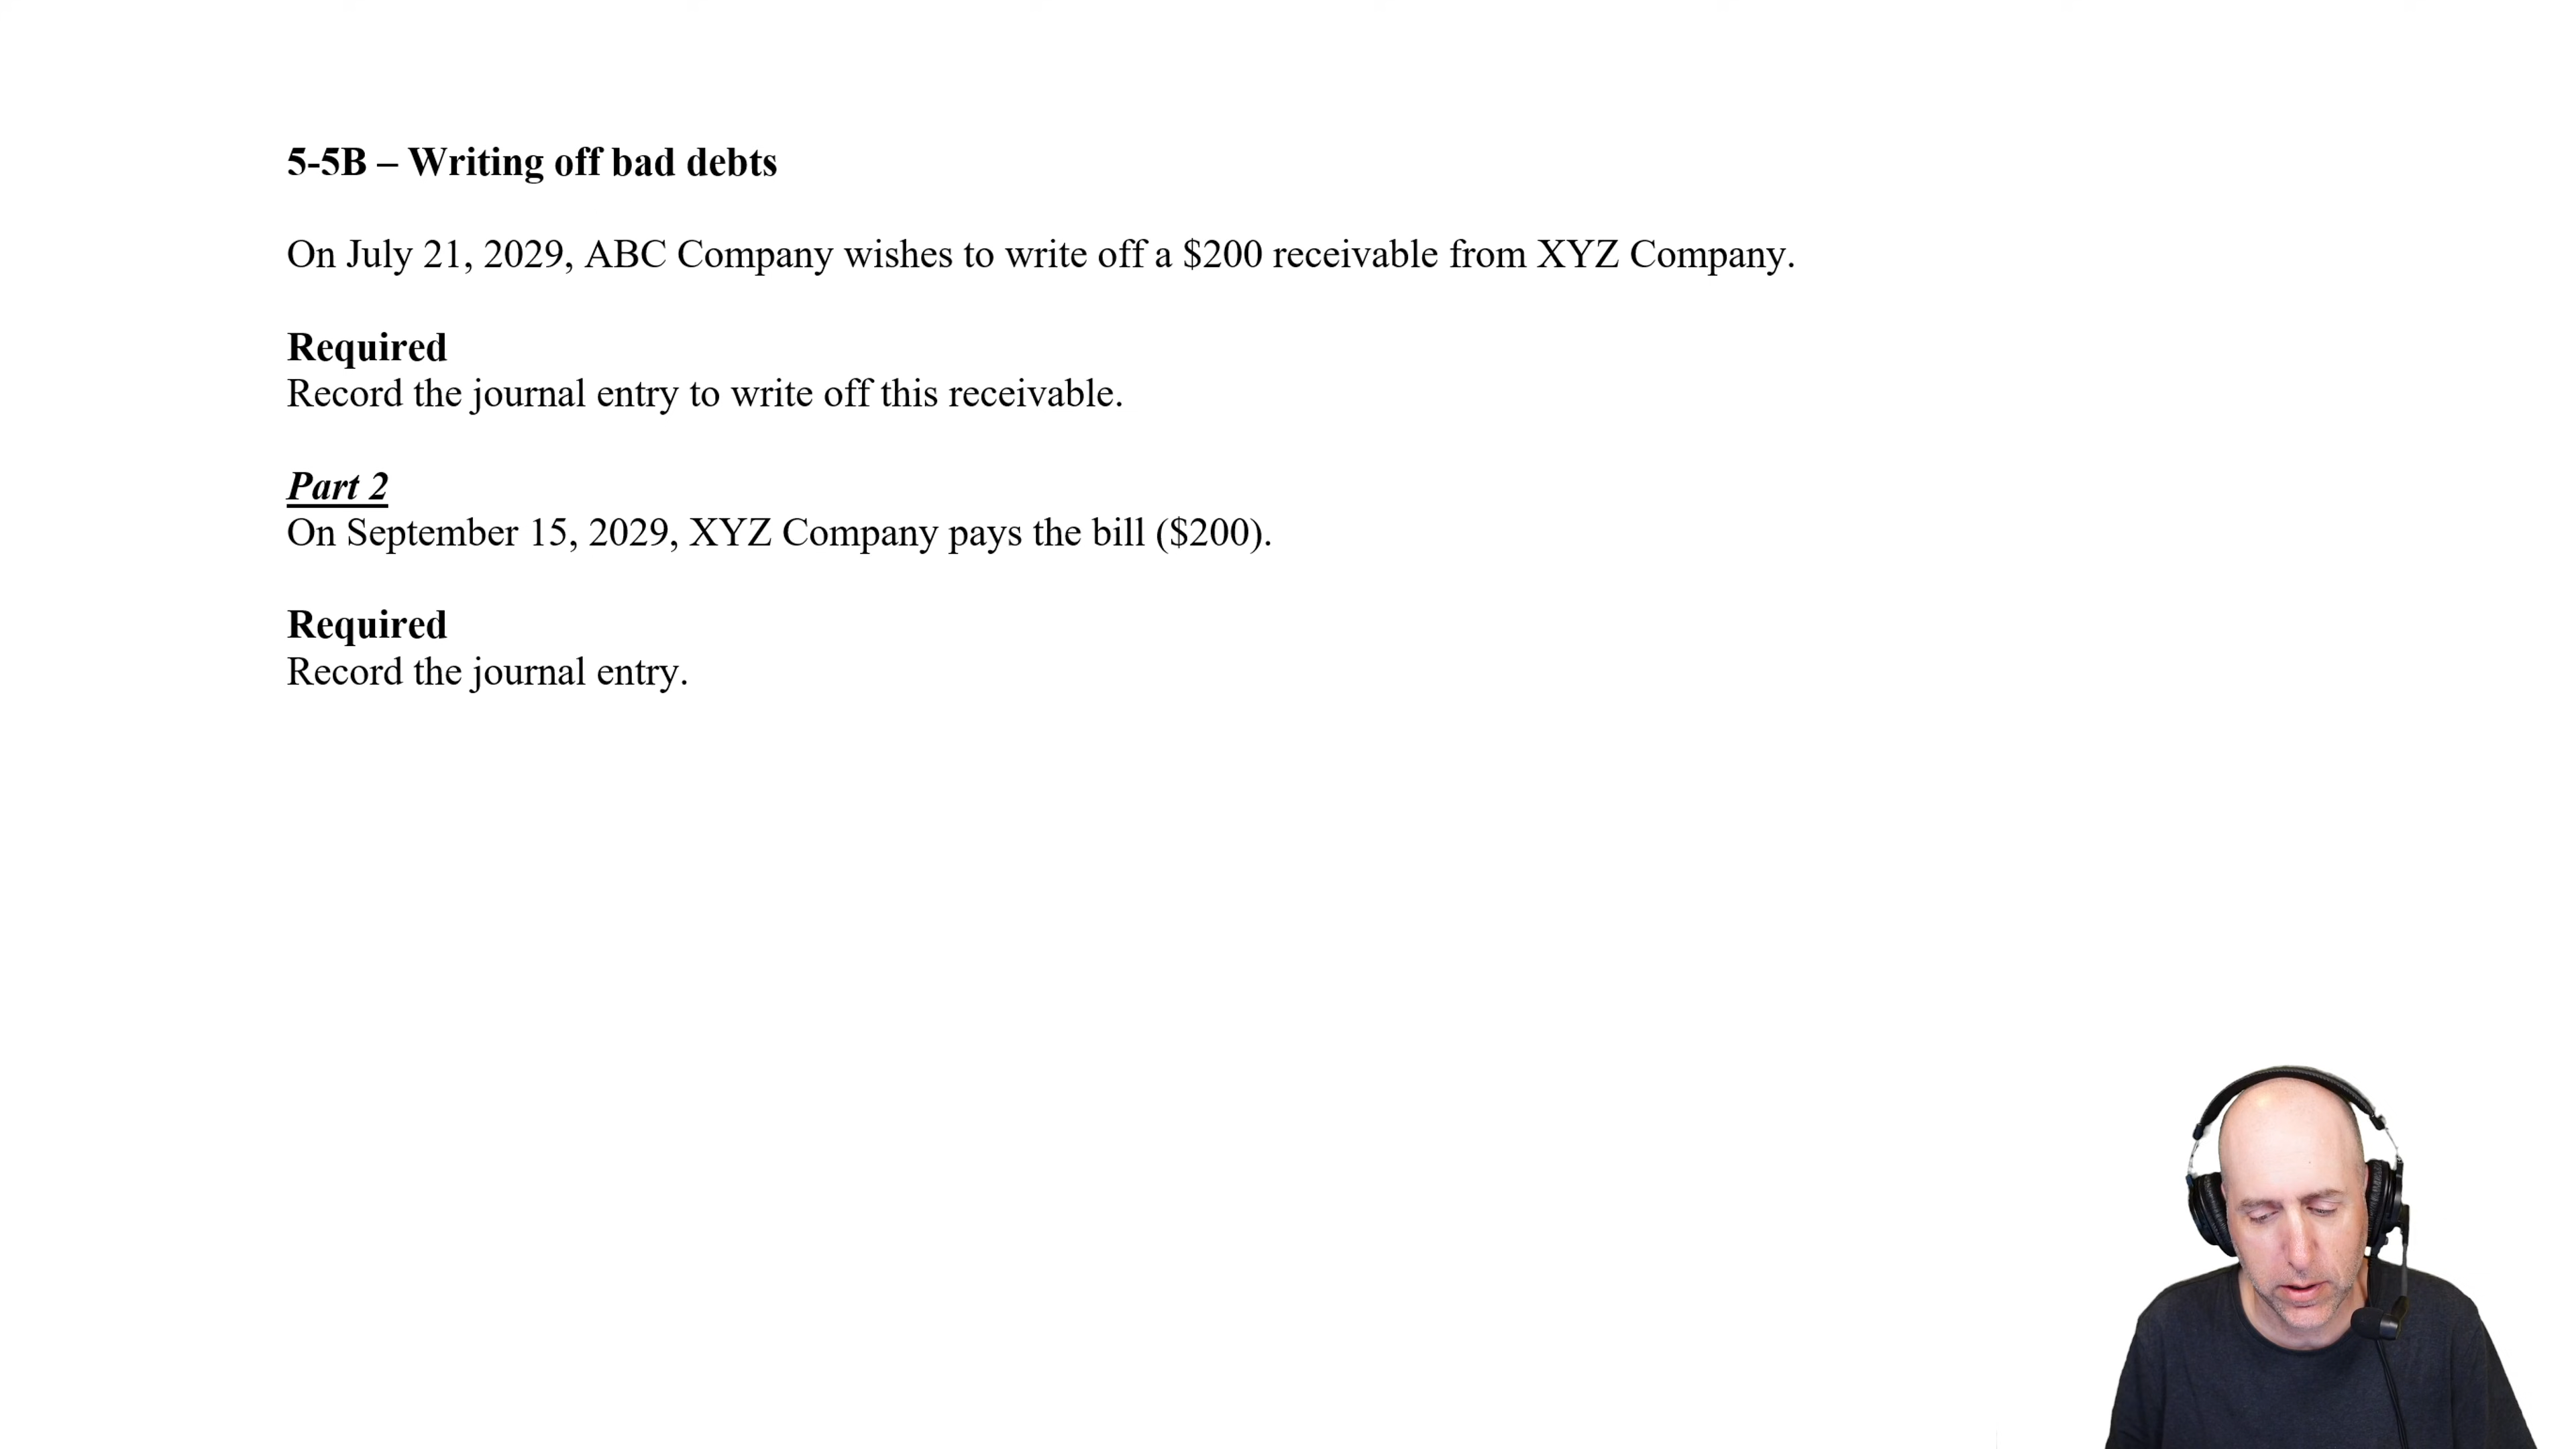 5-5B – Writing off bad debts
On July 21, 2029, ABC Company wishes to write off a $200 receivable from XYZ Company.
Required
Record the journal entry to write off this receivable.
Part 2
On September 15, 2029, XYZ Company pays the bill ($200).
Required
Record the journal entry.